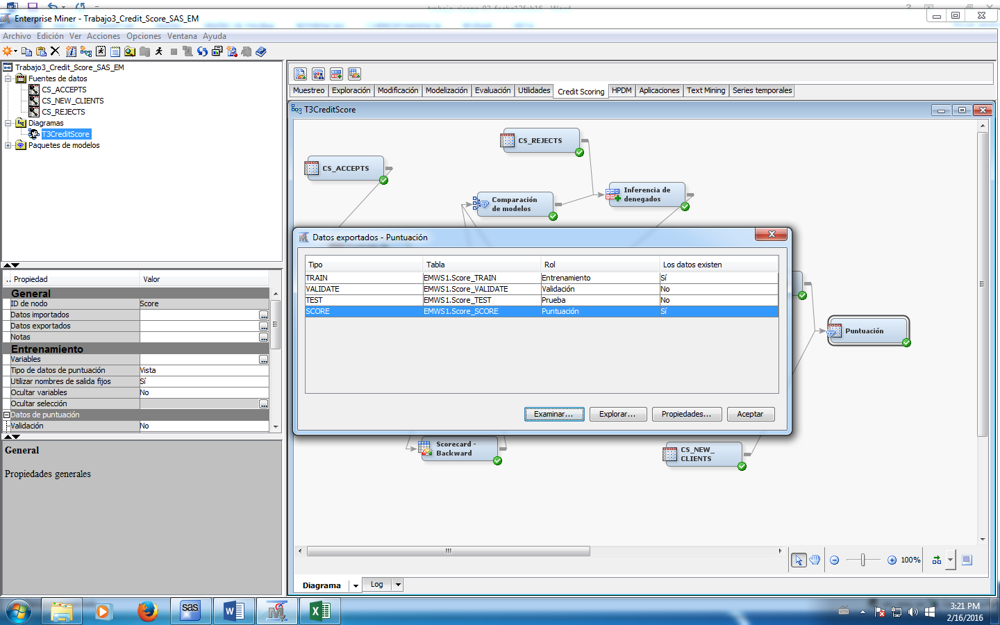 Enterprise Miner - Trabajo3_Credit_Score_SAS_EM
Archivo Edición Ver Acciones Opciones Ventana Ayuda
Trabajo3_Credit_Score_SAS_EM
Fuentes de datos
CS_ACCEPTS
CS_NEW_CLIENTS
CS_REJECTS
Diagramas
T3CreditScore
Paquetes de modelos
.. Propiedad Valor
General
ID de nodo Score
Datos importados ...
Datos exportados ...
Notas ...
Entrenamiento
Variables ...
Tipo de datos de puntuación Vista
Utilizar nombres de salida fijos Sí
Ocultar variables No
Ocultar selección ...
Datos de puntuación
Validación No
General
Propiedades generales
Muestreo Exploración Modificación Modelización Evaluación Utilidades Credit Scoring HPDM Aplicaciones Text Mining Series temporales
T3CreditScore
CS_REJECTS
CS_ACCEPTS
Comparación
de modelos
Inferencia de
denegados
Datos exportados - Puntuación
Tipo Tabla Rol Los datos existen
TRAIN EMWS1.Score_TRAIN Entrenamiento Sí
VALIDATE EMWS1.Score_VALIDATE Validación No
TEST EMWS1.Score_TEST Prueba No
SCORE EMWS1.Score_SCORE Puntuación Sí
Examinar... Explorar... Propiedades... Aceptar
Puntuación
Scorecard -
Backward
CS_NEW_
CLIENTS
100%
Diagrama Log
sas
3:21 PM
2/16/2016